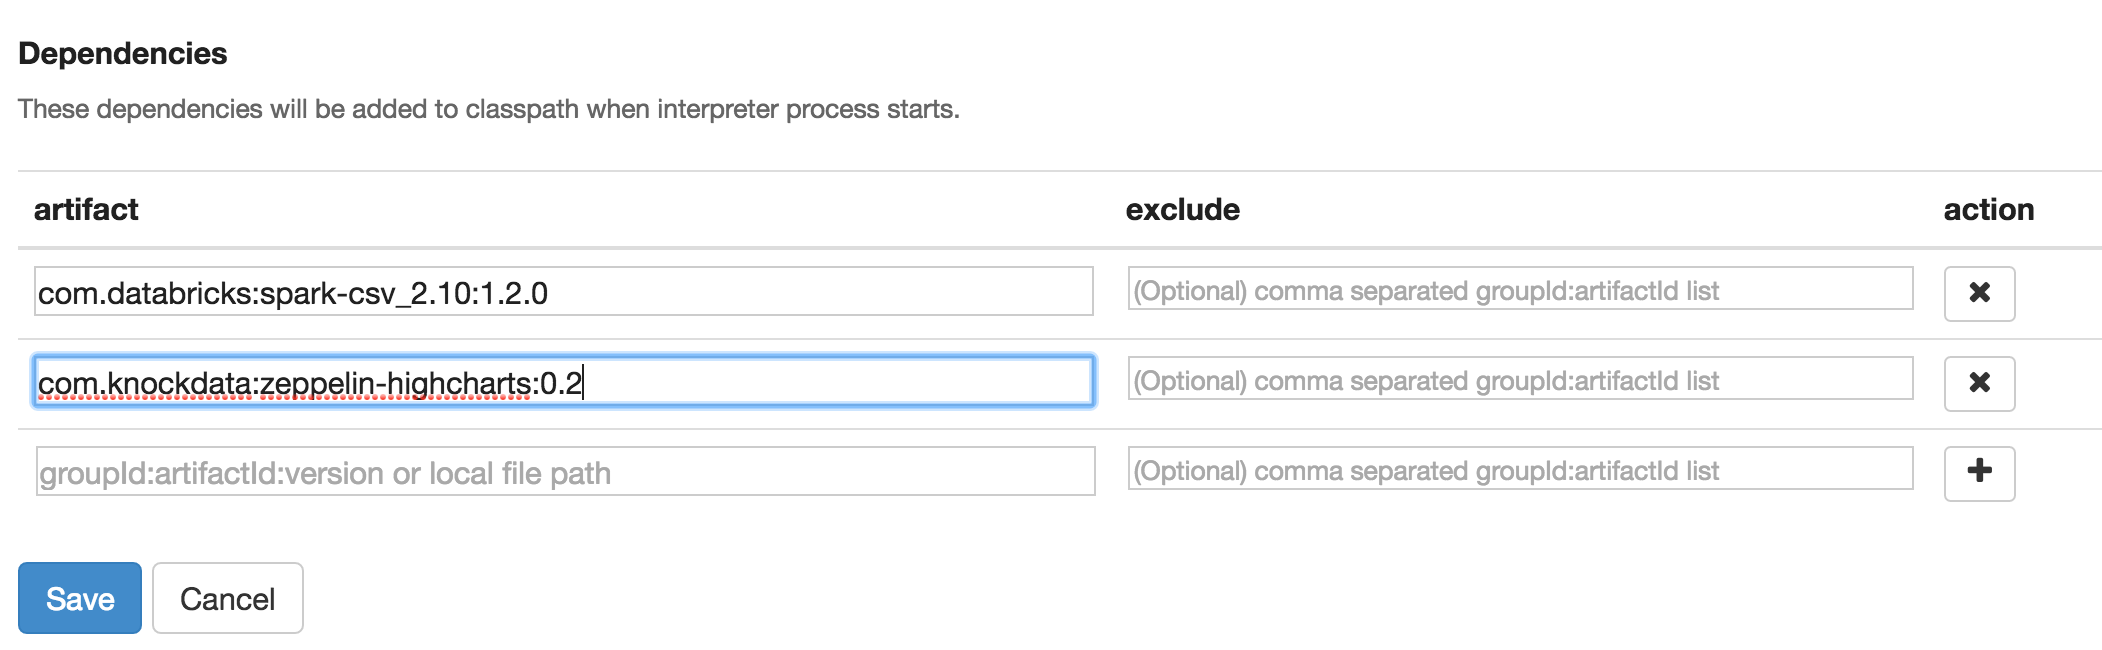 Dependencies
These dependencies will be added to classpath when interpreter process starts.
artifact exclude action
com.databricks:spark-csv_2.10:1.2.0 (Optional) comma separated groupId:artifactId list
com.knockdata:zeppelin-highcharts:0.2 (Optional) comma separated groupId:artifactId list
groupId:artifactId:version or local file path (Optional) comma separated groupId:artifactId list
Save Cancel